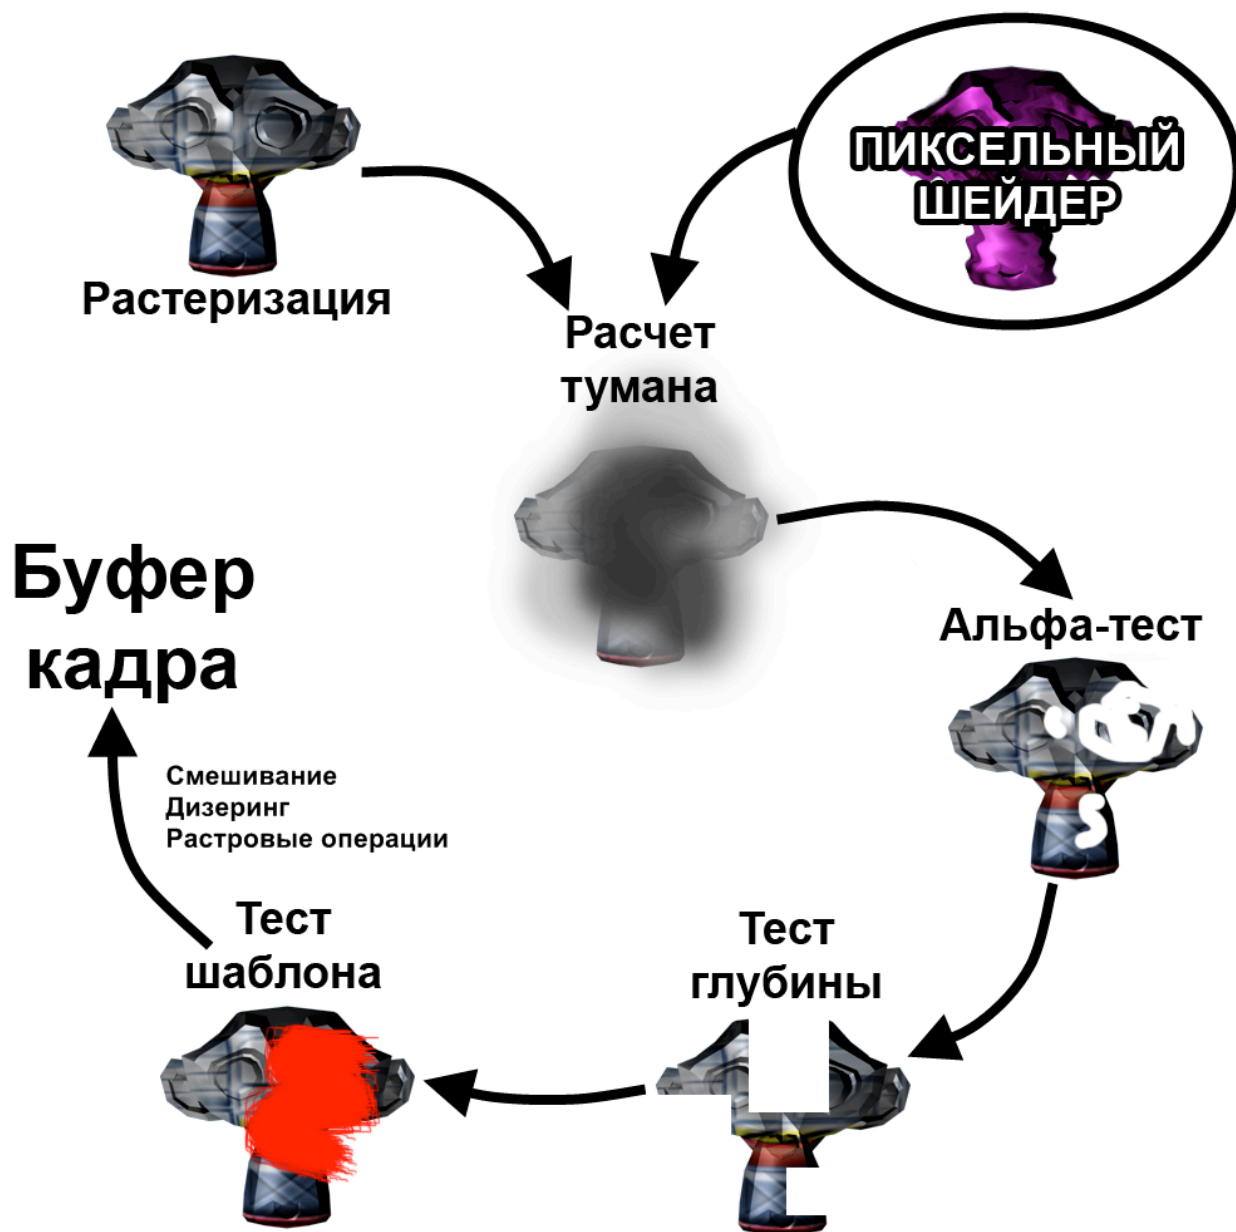 ПИКСЕЛЬНЫЙ
ШЕЙДЕР
Растеризация
Расчет
тумана
Альфа-тест
Буфер
кадра
Смешивание
Дизеринг
Растровые операции
Тест
глубины
Тест
шаблона